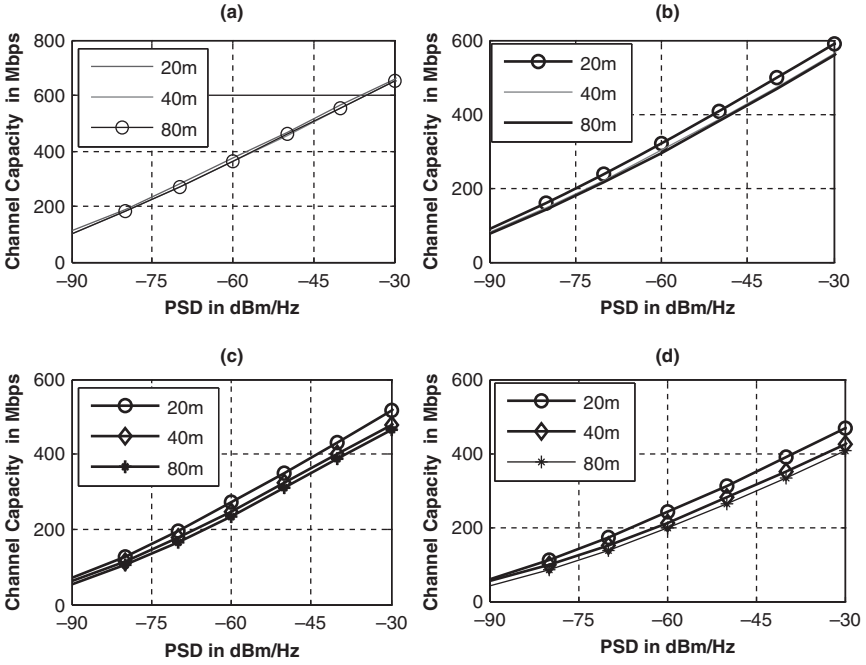 (a)
Channel Capacity in Mbps
800
600
400
200
0
20m
40m
80m
–90
–75
–60
–45
–30
PSD in dBm/Hz
(b)
Channel Capacity in Mbps
600
400
200
0
20m
40m
80m
–90
–75
–60
–45
–30
PSD in dBm/Hz
(c)
Channel Capacity in Mbps
600
400
200
0
20m
40m
80m
–90
–75
–60
–45
–30
PSD in dBm/Hz
(d)
Channel Capacity in Mbps
600
400
200
0
20m
40m
80m
–90
–75
–60
–45
–30
PSD in dBm/Hz